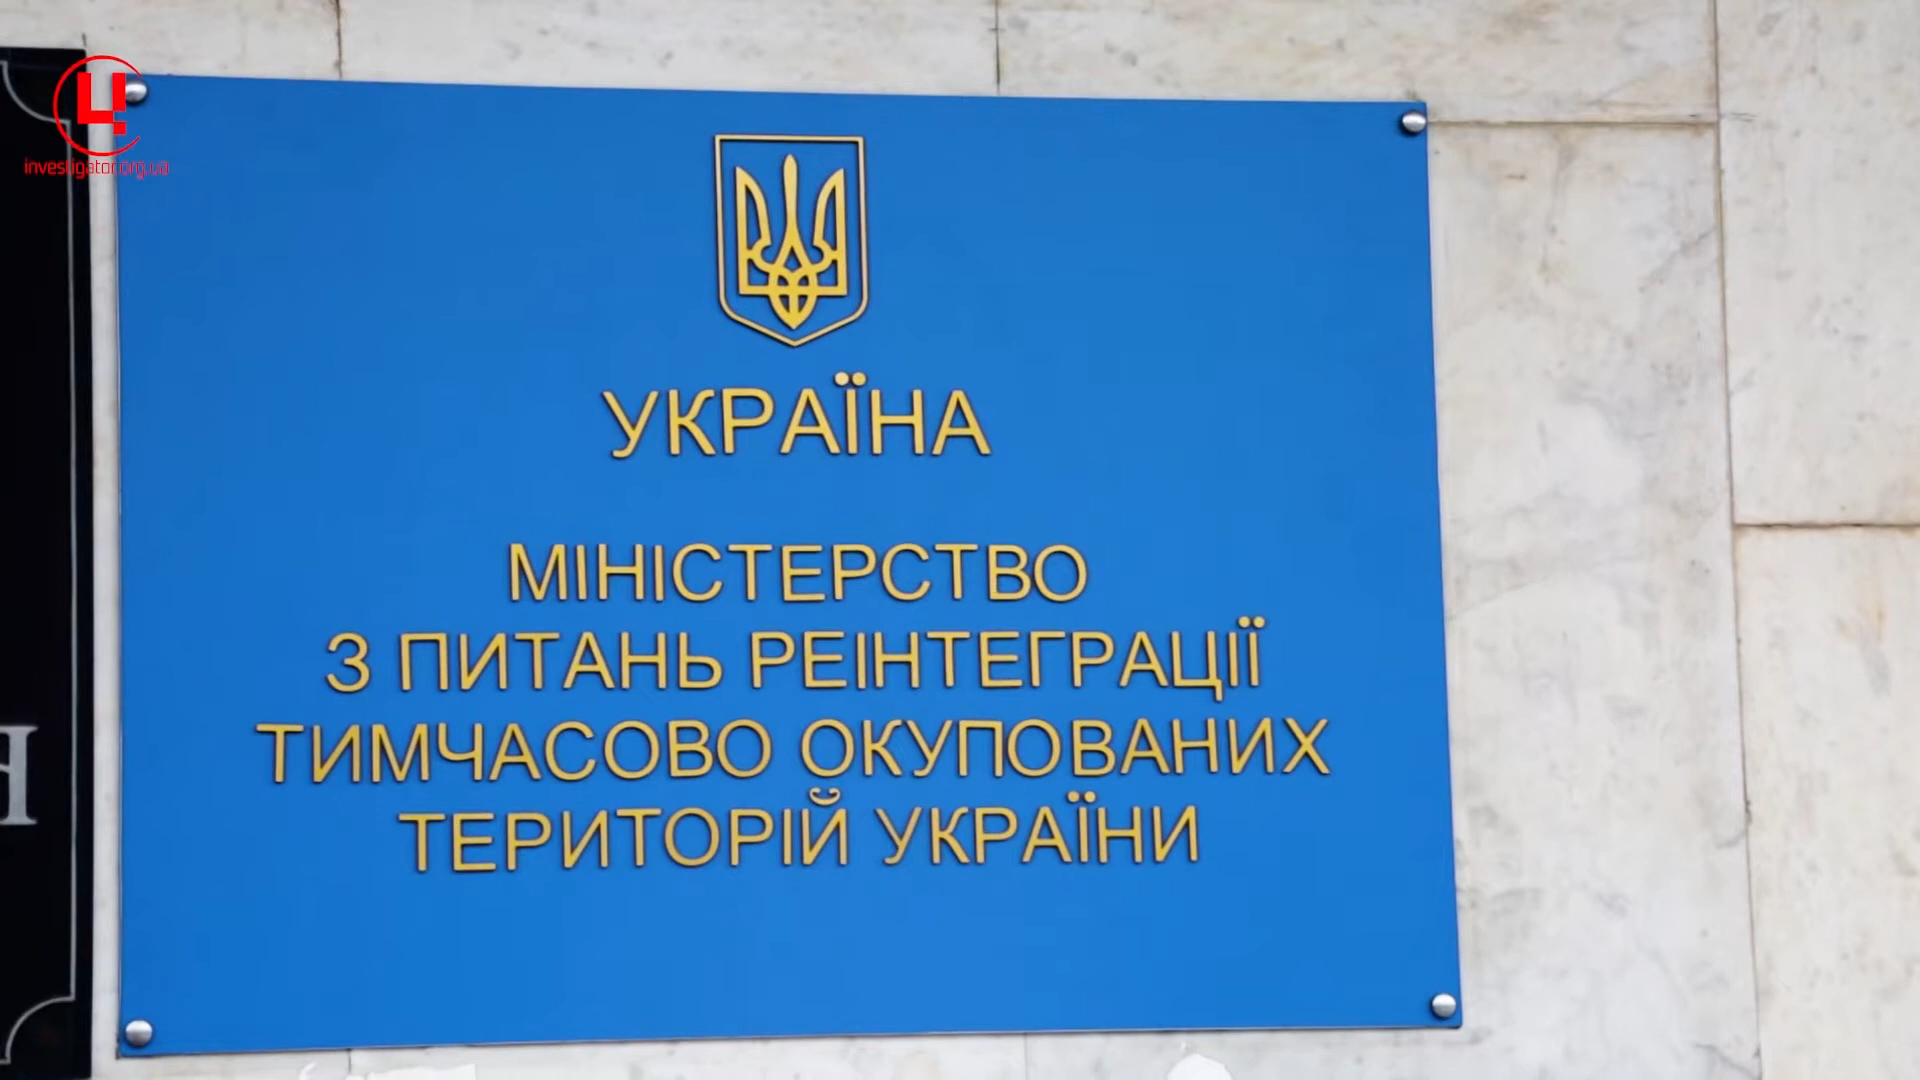 investigator.org.ua
УКРАЇНА
МІНІСТЕРСТВО
З ПИТАНЬ РЕІНТЕГРАЦІЇ
ТИМЧАСОВО ОКУПОВАНИХ
ТЕРИТОРІЙ УКРАЇНИ